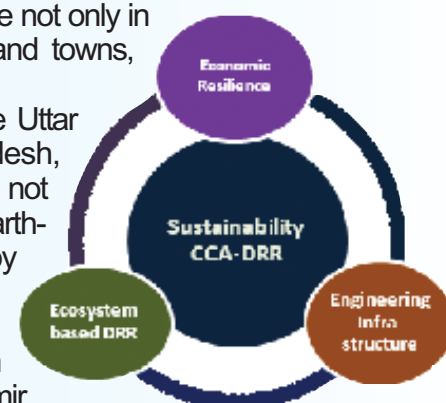 e not only in
and towns,
e Uttar
lesh,
not
arth-
by
mir
Economic
Resilience
Sustainability
CCA-DRR
Ecosystem
based DRR
Engineering
Infra
structure